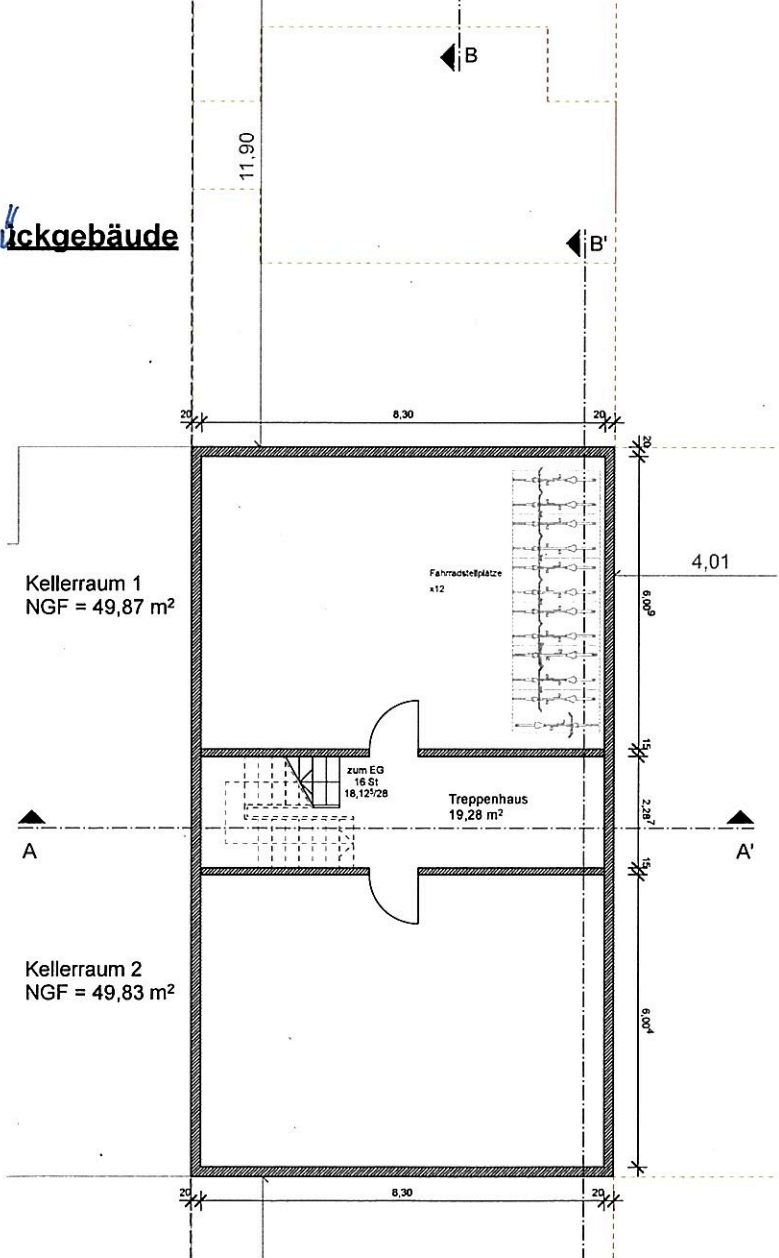 B
11,90
ückgebäude
B'
20
8,30
20
20
Kellerraum 1
NGF = 49,87 m²
Fahrradstellplätze
x12
4,01
6,00⁹
15
zum EG
16 St
18,12⁵/28
Treppenhaus
19,28 m²
2,28⁷
A
A'
15
Kellerraum 2
NGF = 49,83 m²
6,00⁴
20
8,30
20